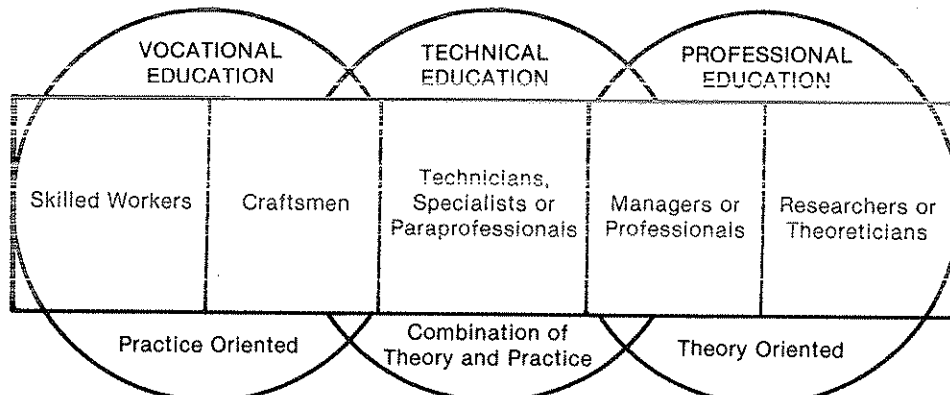 VOCATIONAL
EDUCATION
TECHNICAL
EDUCATION
PROFESSIONAL
EDUCATION
Skilled Workers
Craftsmen
Technicians,
Specialists or
Paraprofessionals
Managers or
Professionals
Researchers or
Theoreticians
Practice Oriented
Combination of
Theory and Practice
Theory Oriented